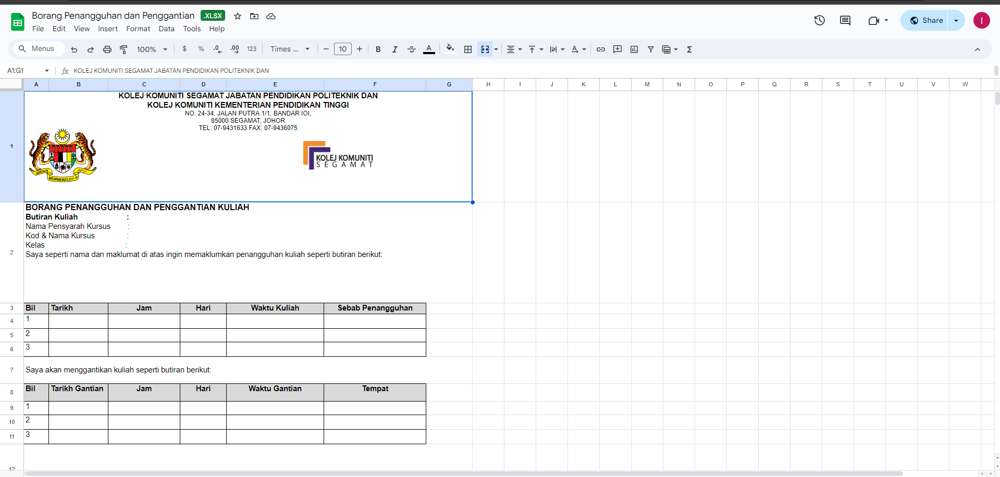 Borang Penangguhan dan Penggantian .XLSX
File Edit View Insert Format Data Tools Help
Share
I
Menus 100% $ % .0 .00 123 Times ... 10 B I A
A1:G1 fx KOLEJ KOMUNITI SEGAMAT JABATAN PENDIDIKAN POLITEKNIK DAN
A B C D E F G H I J K L M N O P Q R S T U V W
1
KOLEJ KOMUNITI SEGAMAT JABATAN PENDIDIKAN POLITEKNIK DAN
KOLEJ KOMUNITI KEMENTERIAN PENDIDIKAN TINGGI
NO. 24-34, JALAN PUTRA 1/1, BANDAR IOI,
85000 SEGAMAT, JOHOR
TEL: 07-9431633 FAX: 07-9436075
KOLEJ KOMUNITI
SEGAMAT
2
BORANG PENANGGUHAN DAN PENGGANTIAN KULIAH
Butiran Kuliah :
Nama Pensyarah Kursus :
Kod & Nama Kursus :
Kelas :
Saya seperti nama dan maklumat di atas ingin memaklumkan penangguhan kuliah seperti butiran berikut:
3 Bil Tarikh Jam Hari Waktu Kuliah Sebab Penangguhan
4 1
5 2
6 3
7 Saya akan menggantikan kuliah seperti butiran berikut:
8 Bil Tarikh Gantian Jam Hari Waktu Gantian Tempat
9 1
10 2
11 3
12